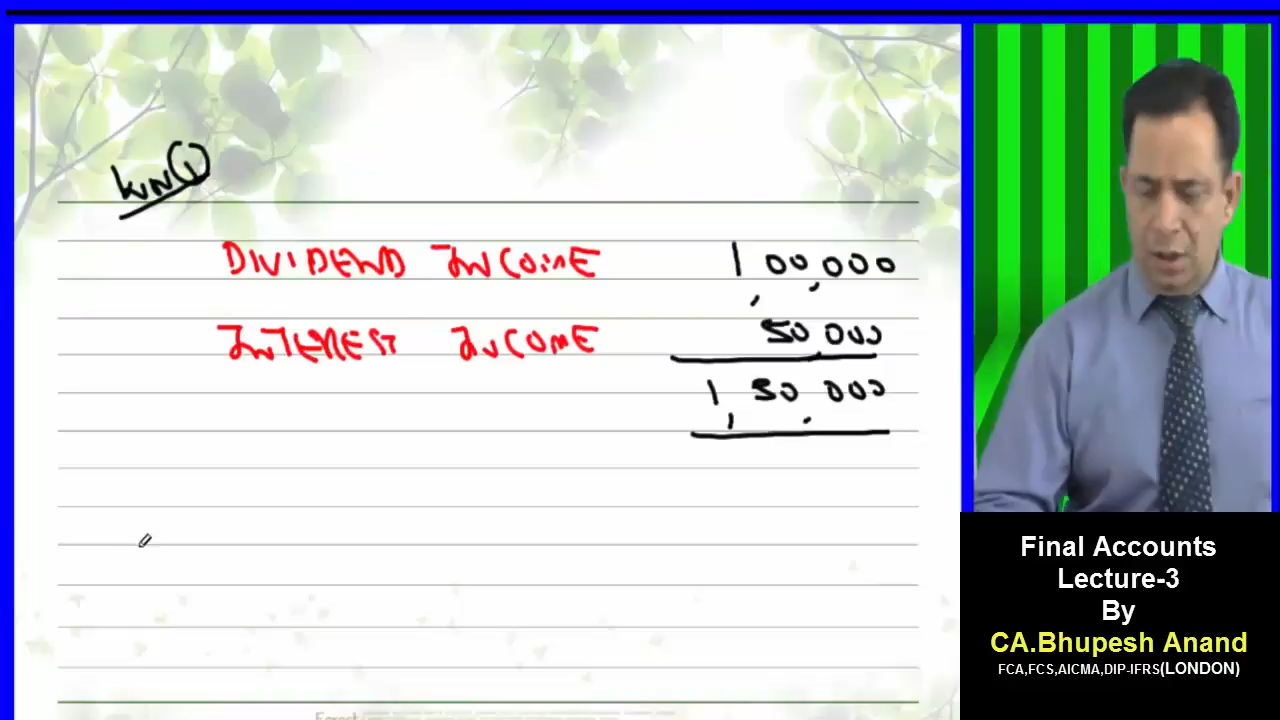 WN(1)
DIVIDEND INCOME 1,00,000
INTEREST INCOME 50,000
1,50,000
Final Accounts
Lecture-3
By
CA.Bhupesh Anand
FCA,FCS,AICMA,DIP-IFRS(LONDON)